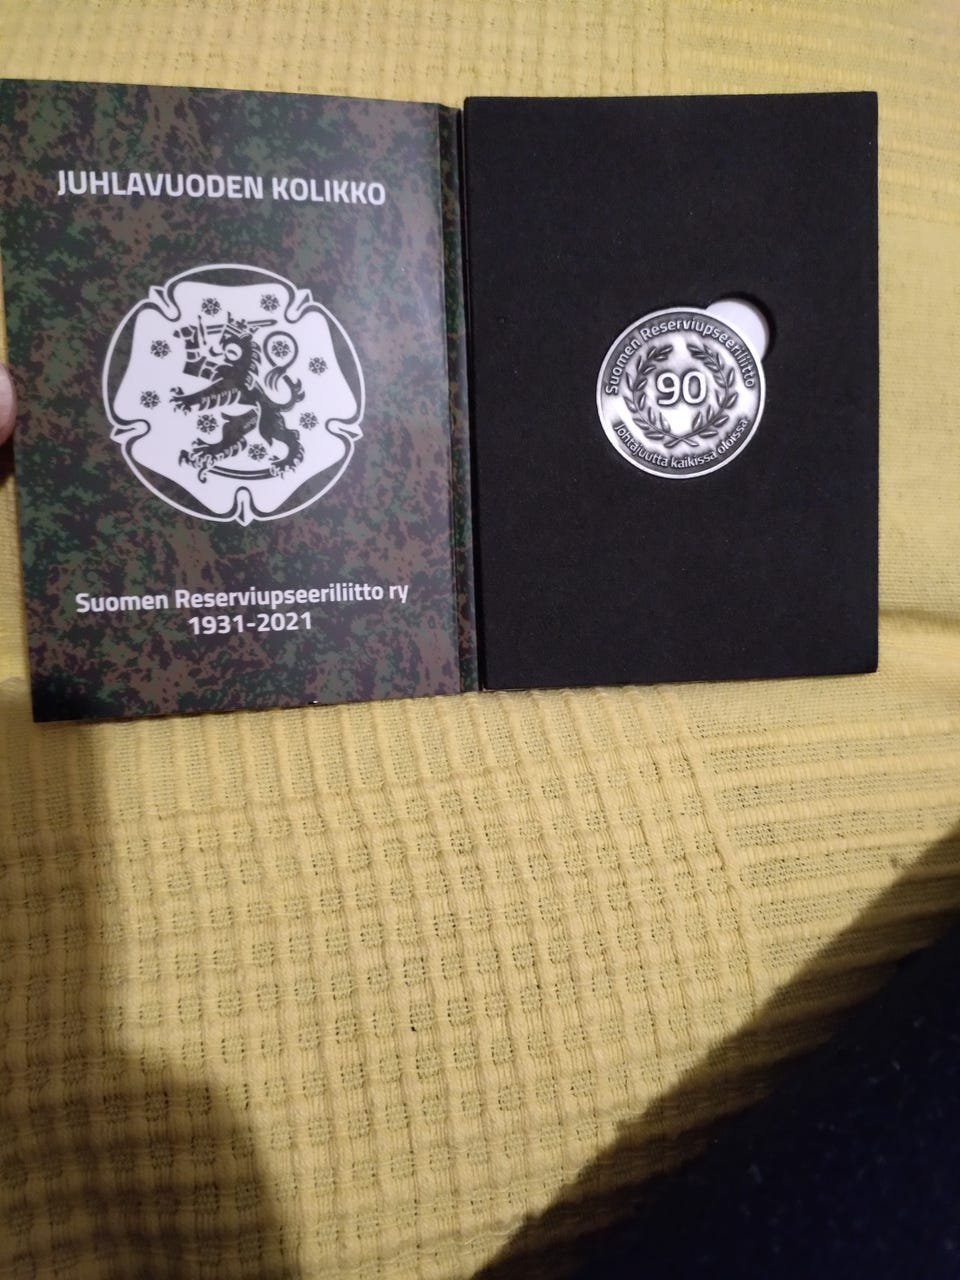 JUHLAVUODEN KOLIKKO
Suomen Reserviupseeriliitto ry
1931-2021
Suomen Reserviupseeriliitto
90
Johtajuutta kaikissa oloissa